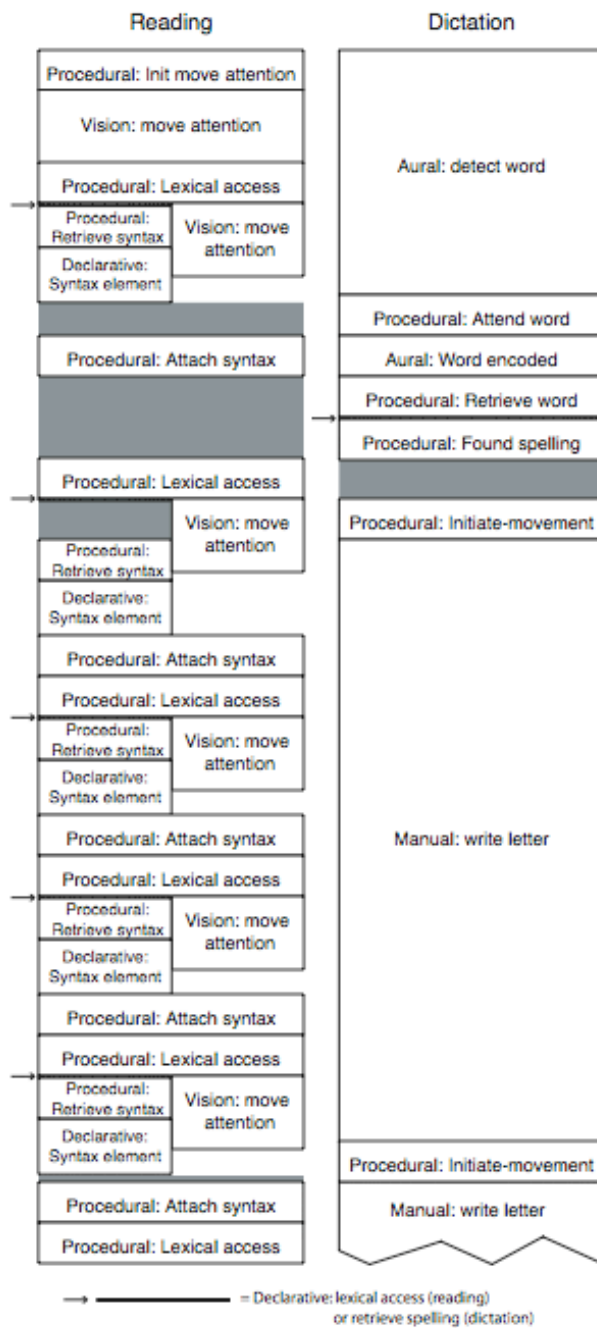 Reading
Procedural: Init move attention
Vision: move attention
Procedural: Lexical access
Procedural:
Retrieve syntax
Vision: move
attention
Declarative:
Syntax element
Procedural: Attach syntax
Procedural: Lexical access
Vision: move
attention
Procedural:
Retrieve syntax
Declarative:
Syntax element
Procedural: Attach syntax
Procedural: Lexical access
Procedural:
Retrieve syntax
Vision: move
attention
Declarative:
Syntax element
Procedural: Attach syntax
Procedural: Lexical access
Procedural:
Retrieve syntax
Vision: move
attention
Declarative:
Syntax element
Procedural: Attach syntax
Procedural: Lexical access
Procedural:
Retrieve syntax
Vision: move
attention
Declarative:
Syntax element
Procedural: Attach syntax
Procedural: Lexical access
Dictation
Aural: detect word
Procedural: Attend word
Aural: Word encoded
Procedural: Retrieve word
Procedural: Found spelling
Procedural: Initiate-movement
Manual: write letter
Procedural: Initiate-movement
Manual: write letter
= Declarative: lexical access (reading)
or retrieve spelling (dictation)